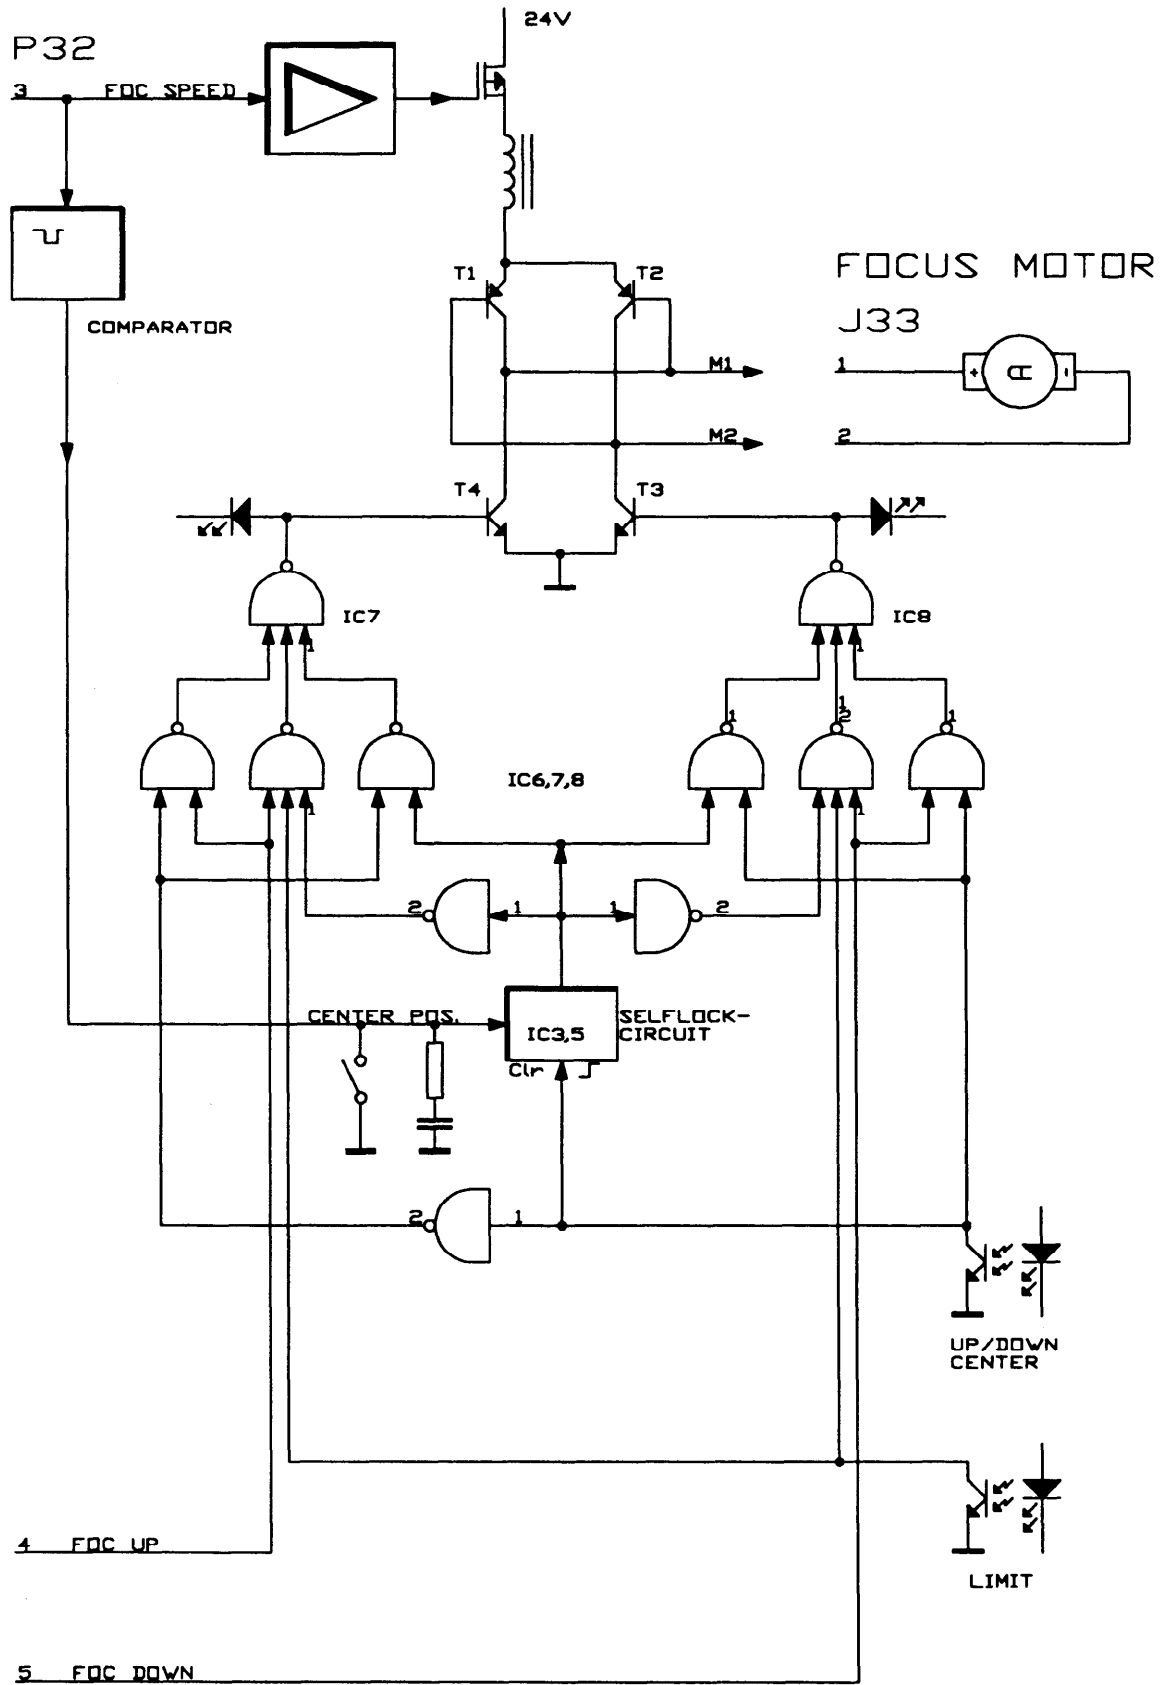 24V
P32
3 FOC SPEED
COMPARATOR
T1
T2
FOCUS MOTOR
J33
M1
1
+
A
-
M2
2
T4
T3
IC7
IC8
1
1
1
1
2
1
IC6,7,8
1
1
2
1
1
2
CENTER POS.
IC3,5
SELFLOCK-
CIRCUIT
Clr
2
1
UP/DOWN
CENTER
4 FOC UP
LIMIT
5 FOC DOWN